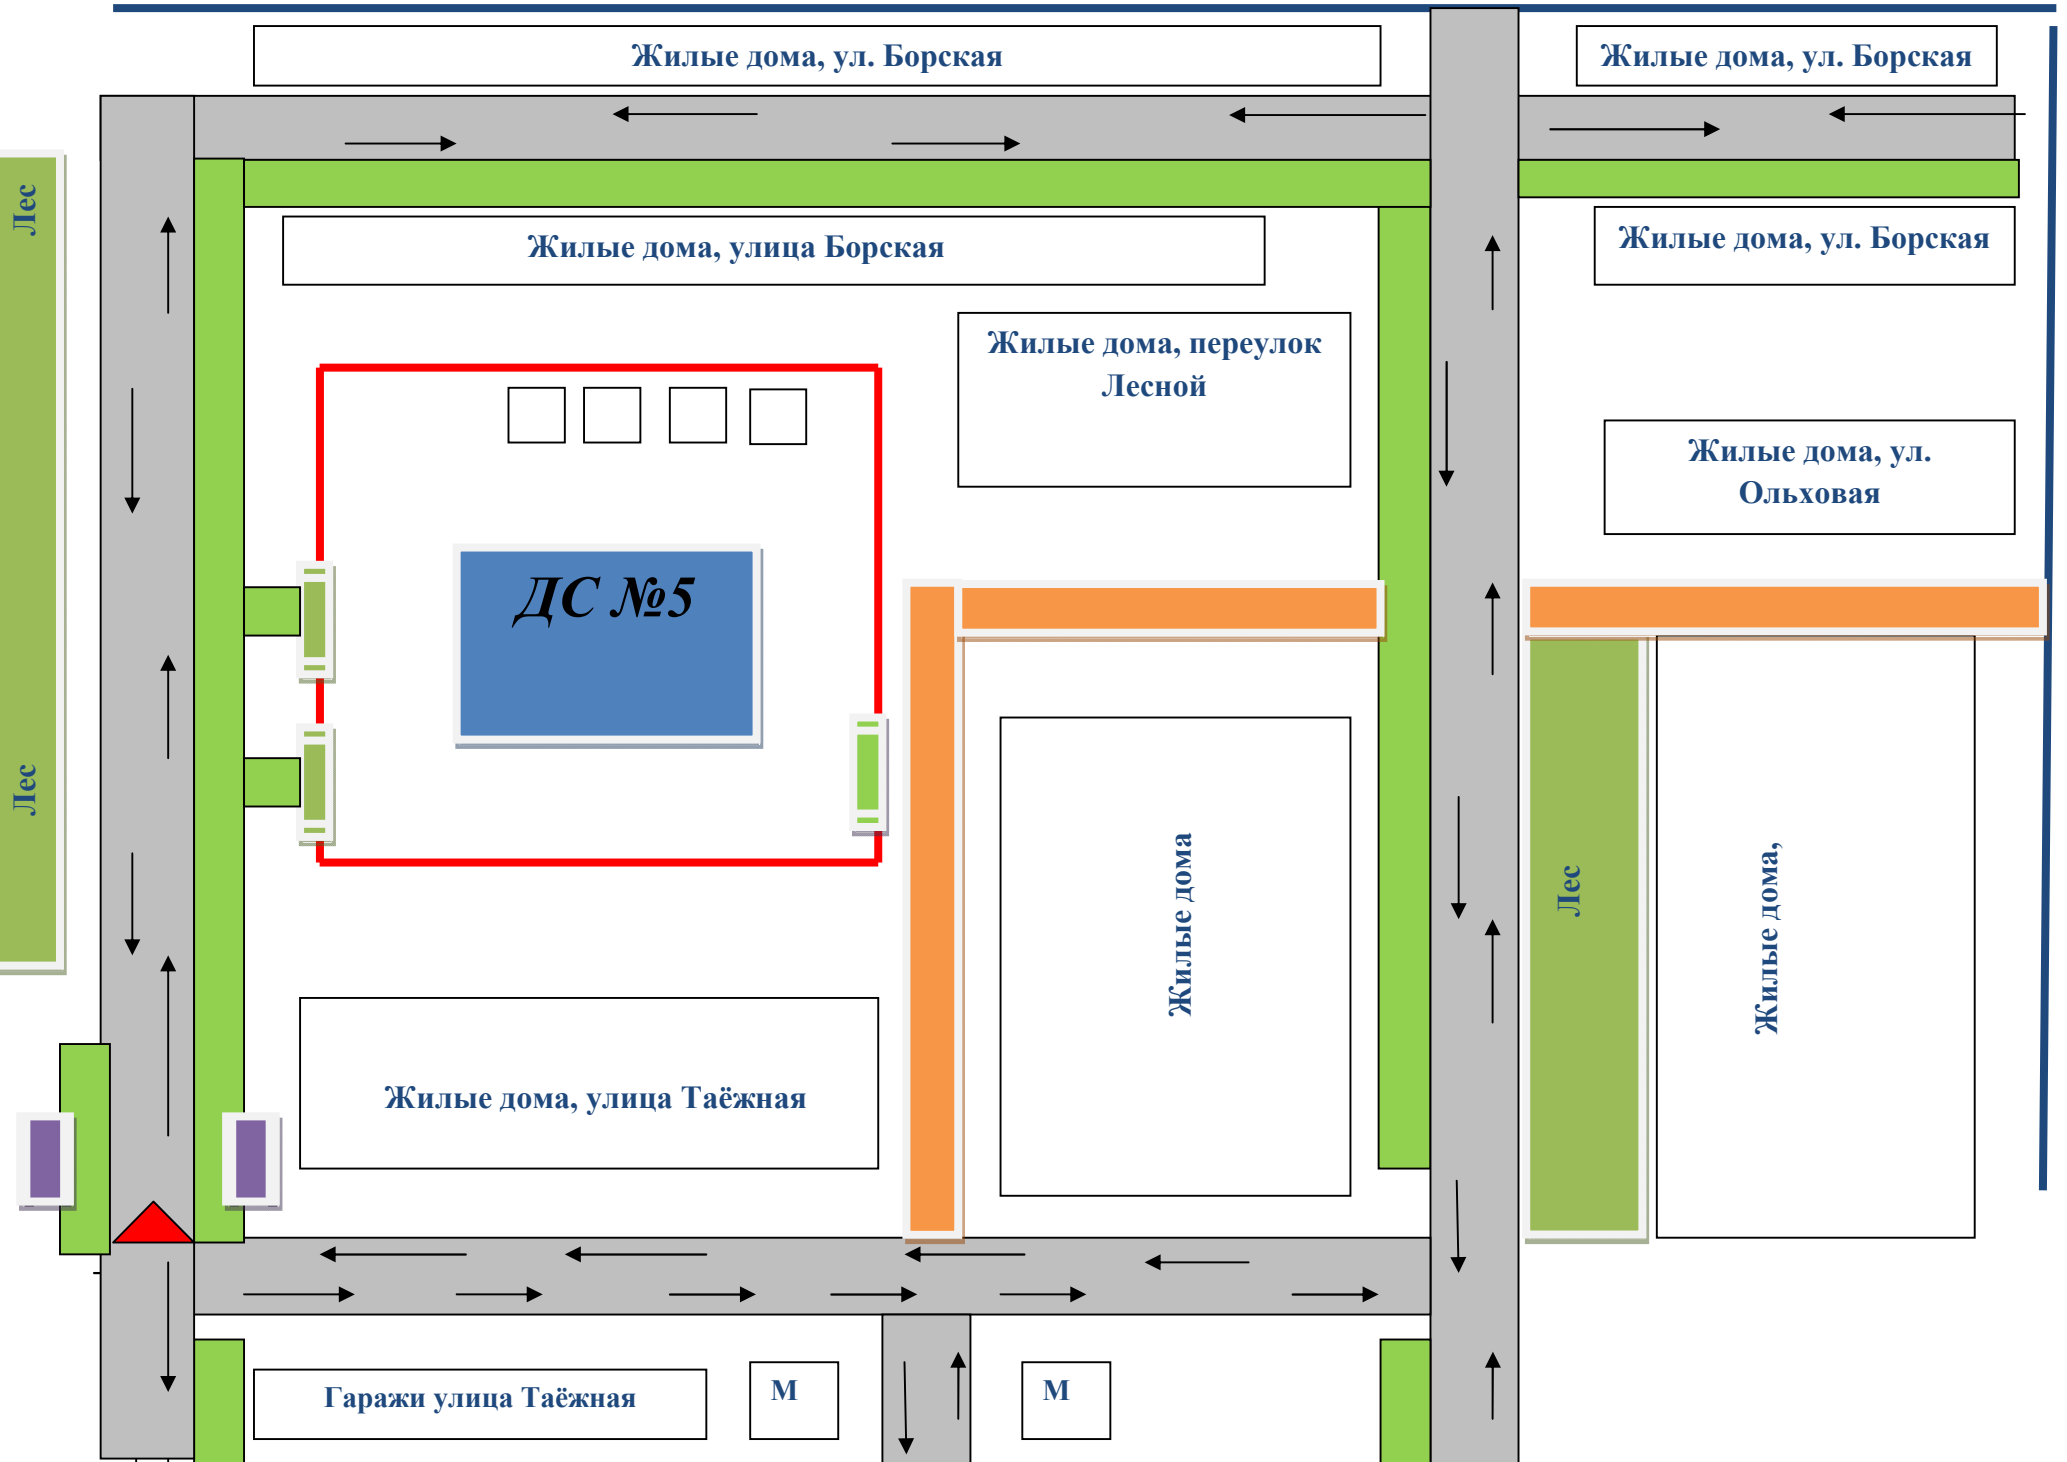 Жилые дома, ул. Борская
Жилые дома, ул. Борская
Лес
Жилые дома, улица Борская
Жилые дома, ул. Борская
Жилые дома, переулок
Лесной
Жилые дома, ул.
Ольховая
ДС №5
Лес
Жилые дома
Лес
Жилые дома,
Жилые дома, улица Таёжная
Гаражи улица Таёжная
М
М